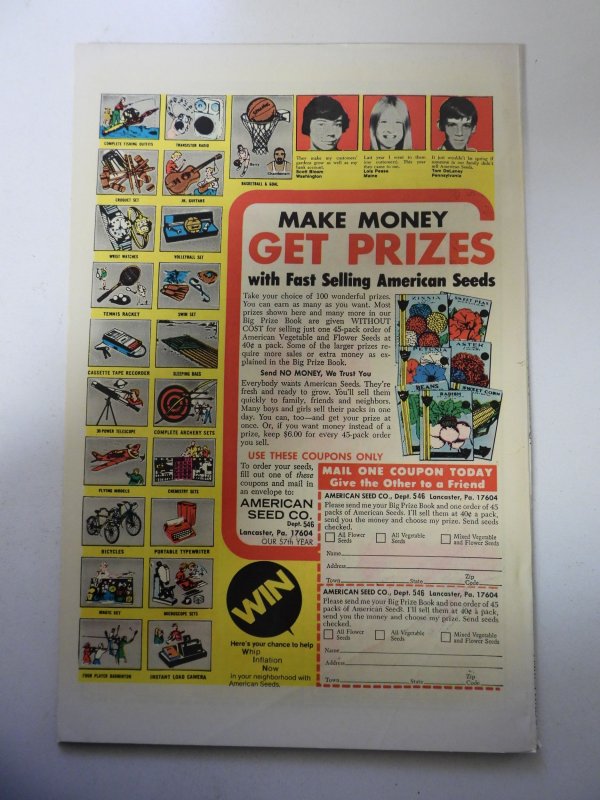 COMPLETE FISHING OUTFITS
TRANSISTOR RADIO
CROQUET SET
JR. GUITARS
WRIST WATCHES
VOLLEYBALL SET
TENNIS RACKET
SWIM SET
CASSETTE TAPE RECORDER
SLEEPING BAGS
30-POWER TELESCOPE
COMPLETE ARCHERY SETS
FLYING MODELS
CHEMISTRY SETS
BICYCLES
PORTABLE TYPEWRITER
MAGIC SET
MICROSCOPE SETS
FOUR PLAYER BADMINTON
INSTANT LOAD CAMERA
SPALDING
Barry
Chamberlain
BASKETBALL & GOAL
They make my customers'
gardens grow as well as my
bank account.
Scott Bloom
Washington
Last year I went to them
(my customers). This year
they came to me.
Lois Pease
Maine
It just wouldn't be spring if
someone in our family didn't
sell American Seeds.
Tom DeLaney
Pennsylvania
MAKE MONEY
GET PRIZES
with Fast Selling American Seeds
Take your choice of 100 wonderful prizes.
You can earn as many as you want. Most
prizes shown here and many more in our
Big Prize Book are given WITHOUT
COST for selling just one 45-pack order of
American Vegetable and Flower Seeds at
40¢ a pack. Some of the larger prizes re-
quire more sales or extra money as ex-
plained in the Big Prize Book.
Send NO MONEY, We Trust You
Everybody wants American Seeds. They're
fresh and ready to grow. You'll sell them
quickly to family, friends and neighbors.
Many boys and girls sell their packs in one
day. You can, too—and get your prize at
once. Or, if you want money instead of a
prize, keep $6.00 for every 45-pack order
you sell.
ZINNIA
SWEET PEAS
ASTER
BEANS
SWEET CORN
RADISH
USE THESE COUPONS ONLY
To order your seeds,
fill out one of these
coupons and mail in
an envelope to:
AMERICAN
SEED CO.
Dept. 546
Lancaster, Pa. 17604
OUR 57th YEAR
MAIL ONE COUPON TODAY
Give the Other to a Friend
AMERICAN SEED CO., Dept. 546 Lancaster, Pa. 17604
Please send me your Big Prize Book and one order of 45
packs of American Seeds. I'll sell them at 40¢ a pack,
send you the money and choose my prize. Send seeds
checked.
All Flower
Seeds
All Vegetable
Seeds
Mixed Vegetable
and Flower Seeds
Name
Address
Town State Zip Code
AMERICAN SEED CO., Dept. 546 Lancaster, Pa. 17604
Please send me your Big Prize Book and one order of 45
packs of American Seeds. I'll sell them at 40¢ a pack,
send you the money and choose my prize. Send seeds
checked.
All Flower
Seeds
All Vegetable
Seeds
Mixed Vegetable
and Flower Seeds
Name
Address
Town State Zip Code
WIN
Here's your chance to help
Whip
Inflation
Now
in your neighborhood with
American Seeds.